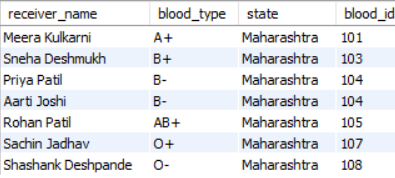 receiver_name blood_type state blood_id
Meera Kulkarni A+ Maharashtra 101
Sneha Deshmukh B+ Maharashtra 103
Priya Patil B- Maharashtra 104
Aarti Joshi B- Maharashtra 104
Rohan Patil AB+ Maharashtra 105
Sachin Jadhav O+ Maharashtra 107
Shashank Deshpande O- Maharashtra 108